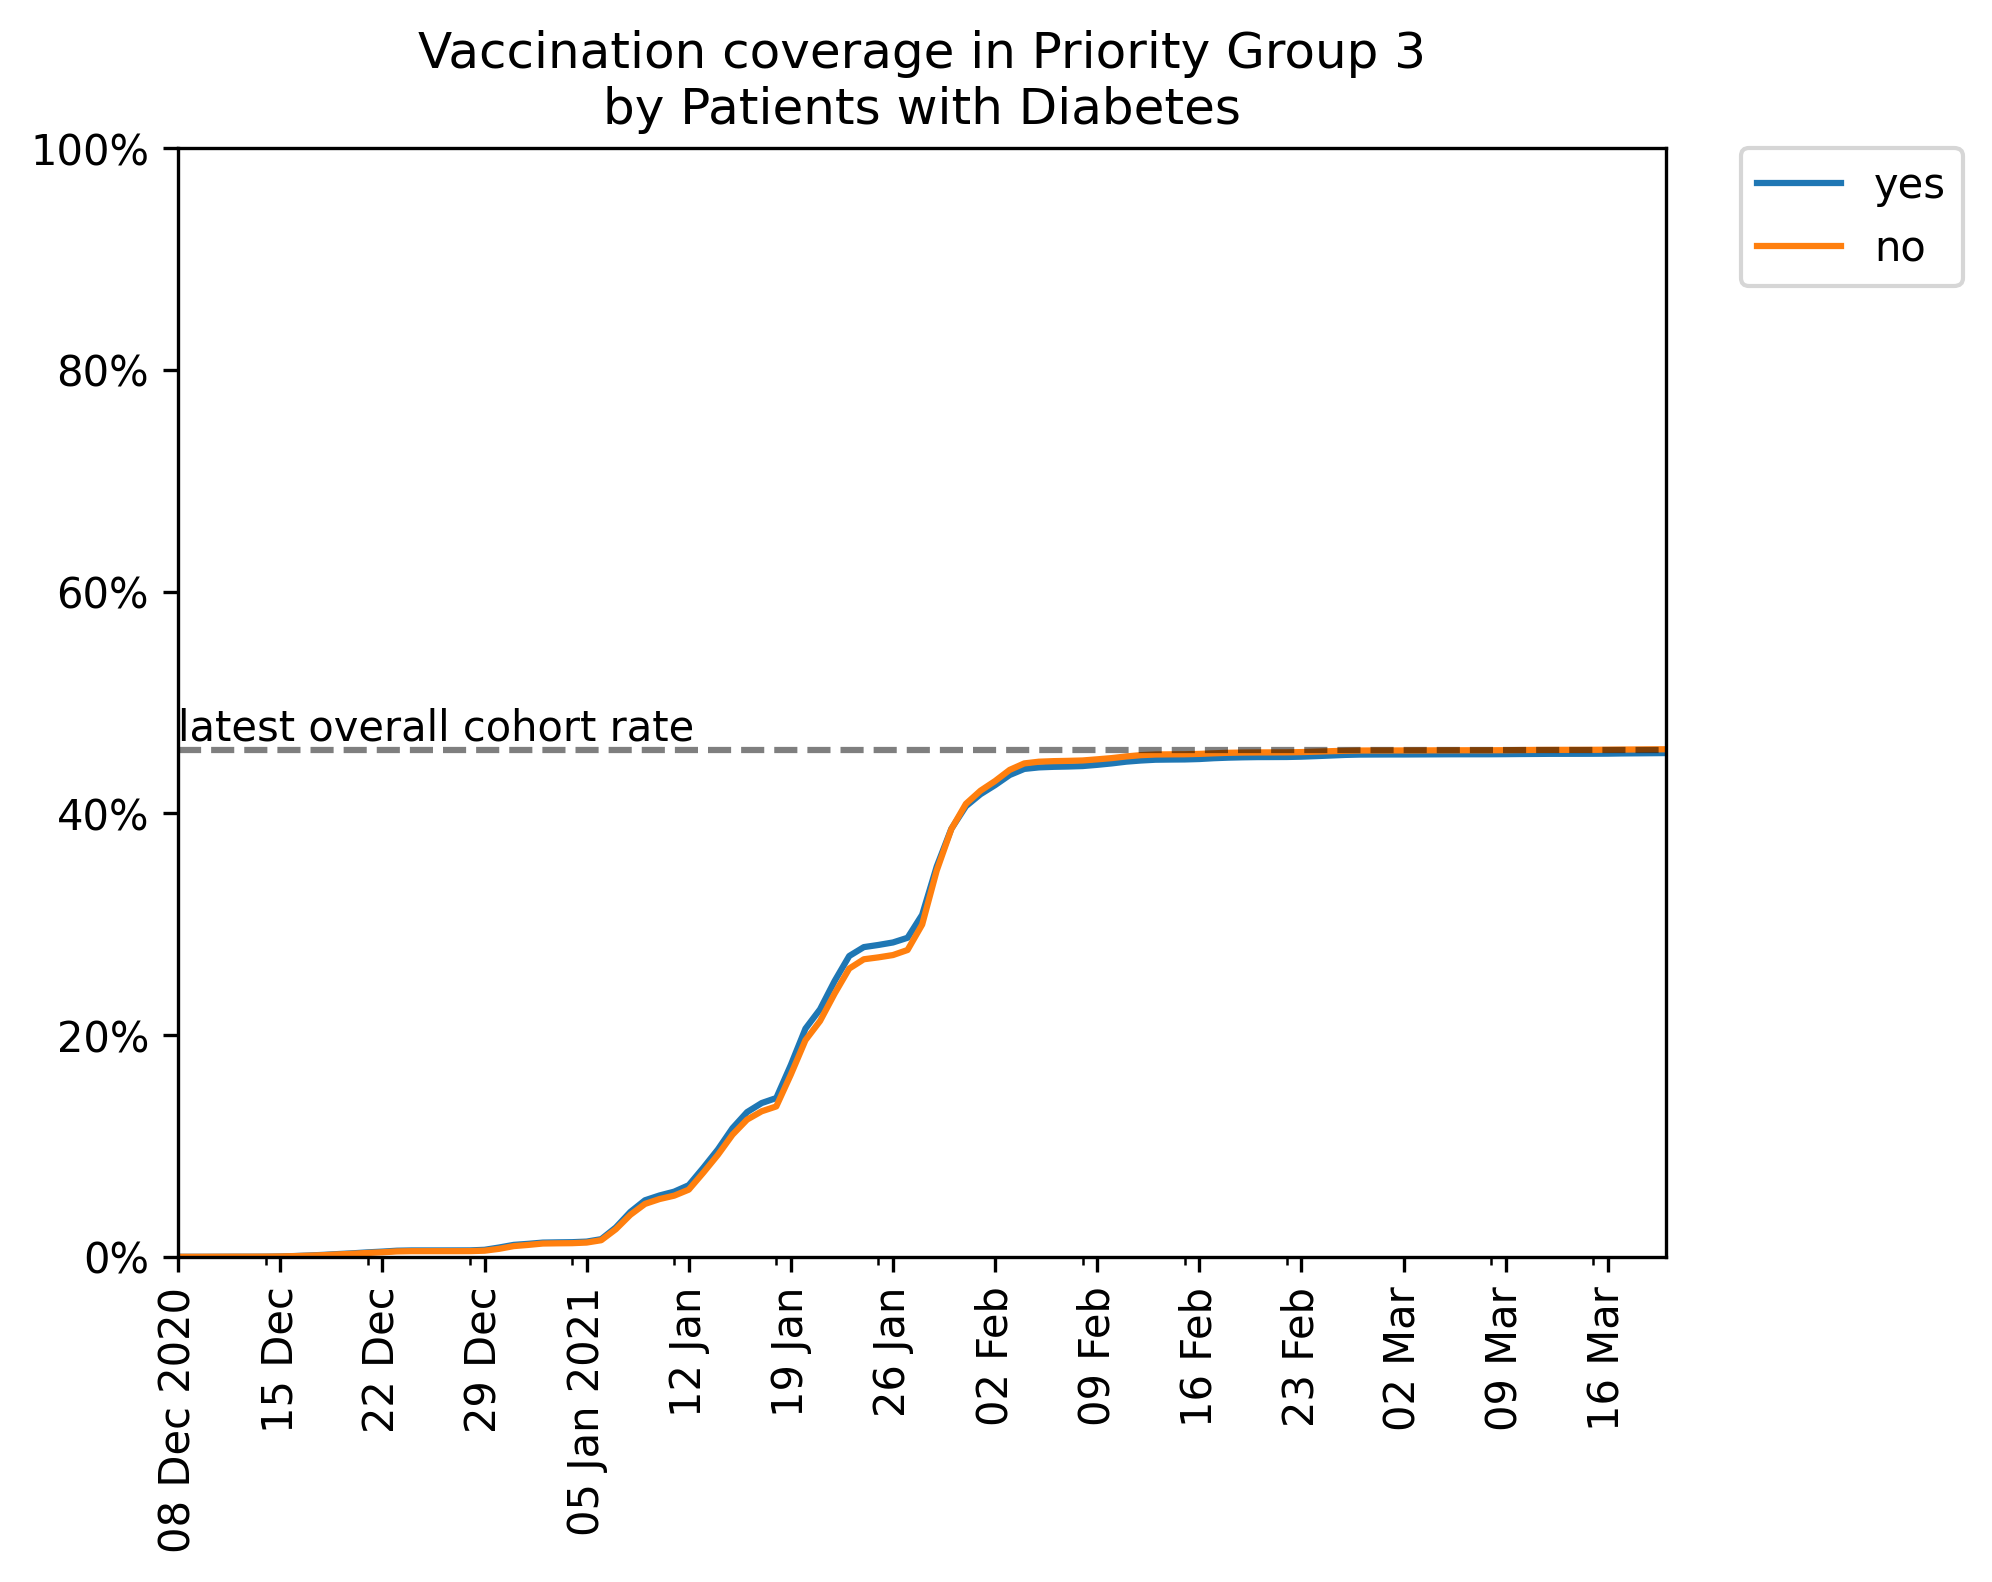 Vaccination coverage in Priority Group 3
by Patients with Diabetes
100%
80%
60%
40%
20%
0%
latest overall cohort rate
yes
no
08 Dec 2020
15 Dec
22 Dec
29 Dec
05 Jan 2021
12 Jan
19 Jan
26 Jan
02 Feb
09 Feb
16 Feb
23 Feb
02 Mar
09 Mar
16 Mar